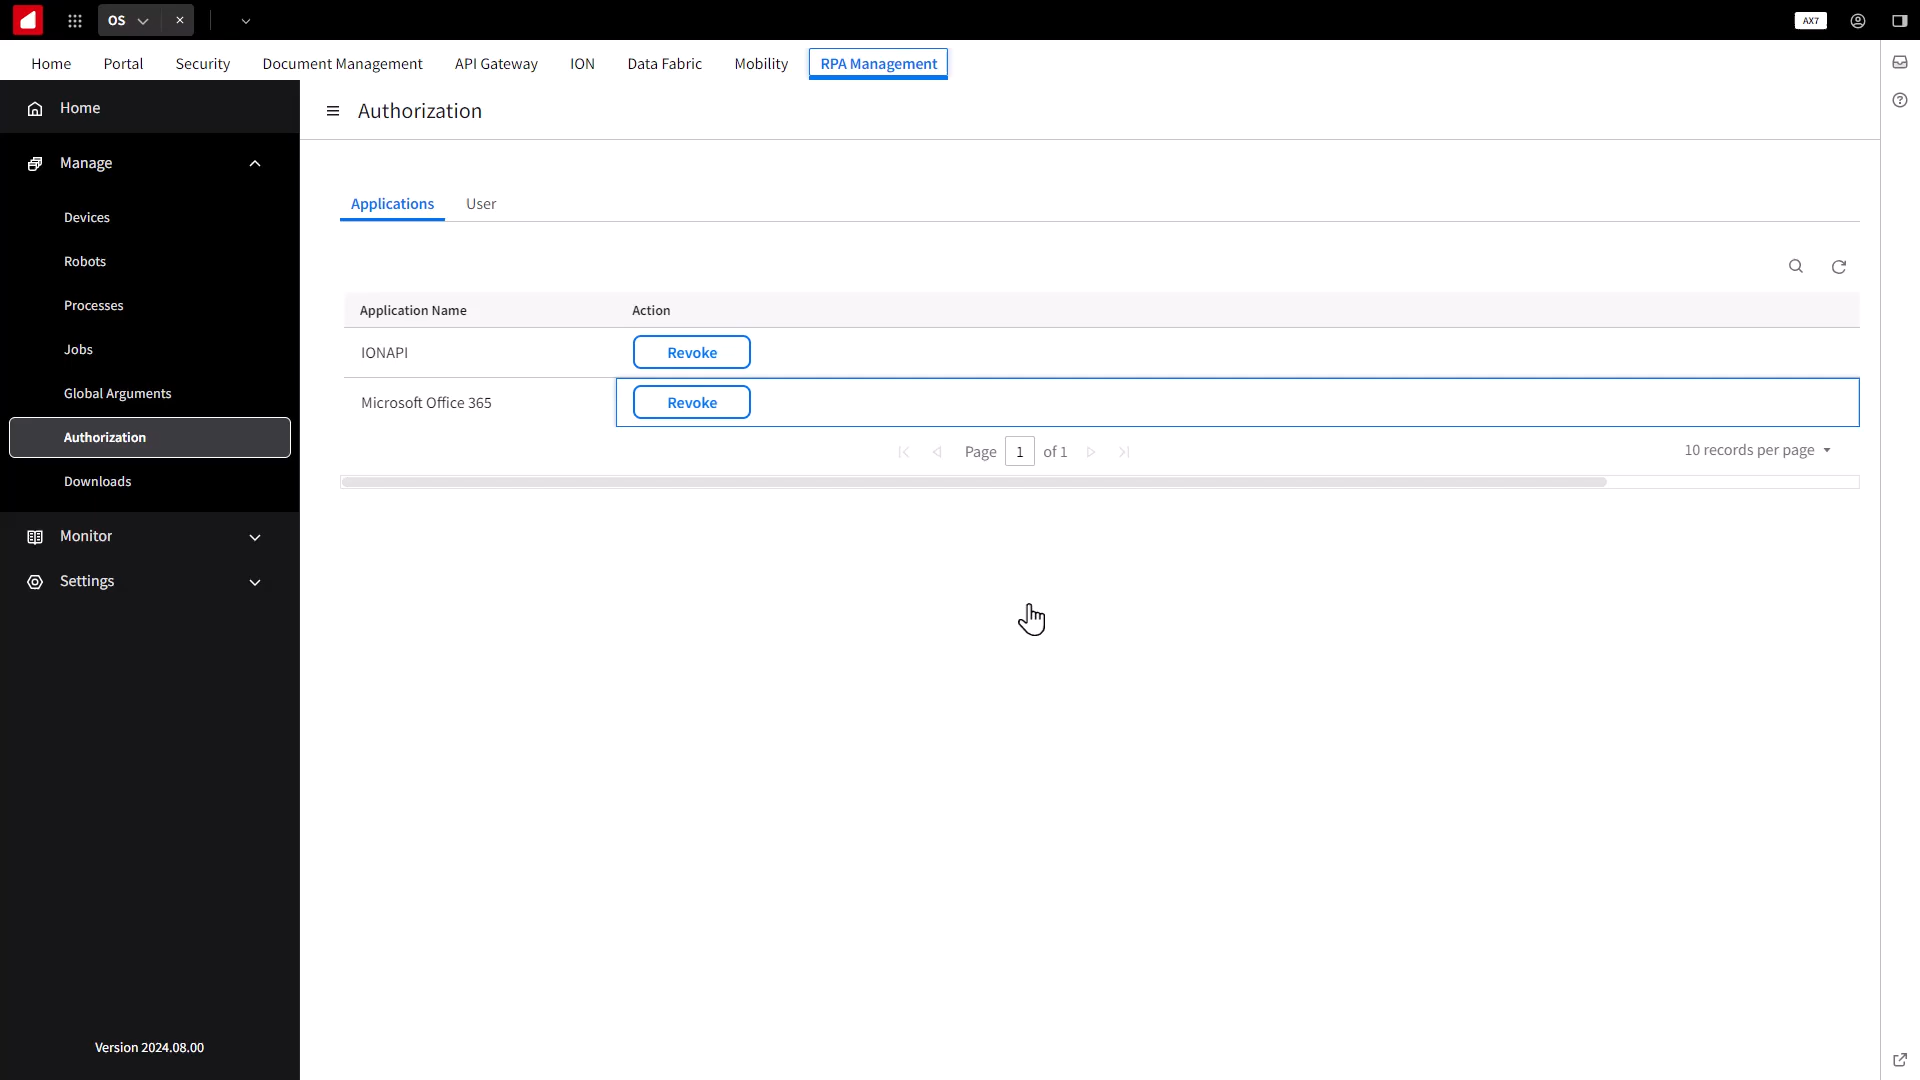 OS
AX7
Home Portal Security Document Management API Gateway ION Data Fabric Mobility RPA Management
Home
Manage
Devices
Robots
Processes
Jobs
Global Arguments
Authorization
Downloads
Monitor
Settings
Version 2024.08.00
Authorization
Applications User
Application Name Action
IONAPI Revoke
Microsoft Office 365 Revoke
Page 1 of 1
10 records per page